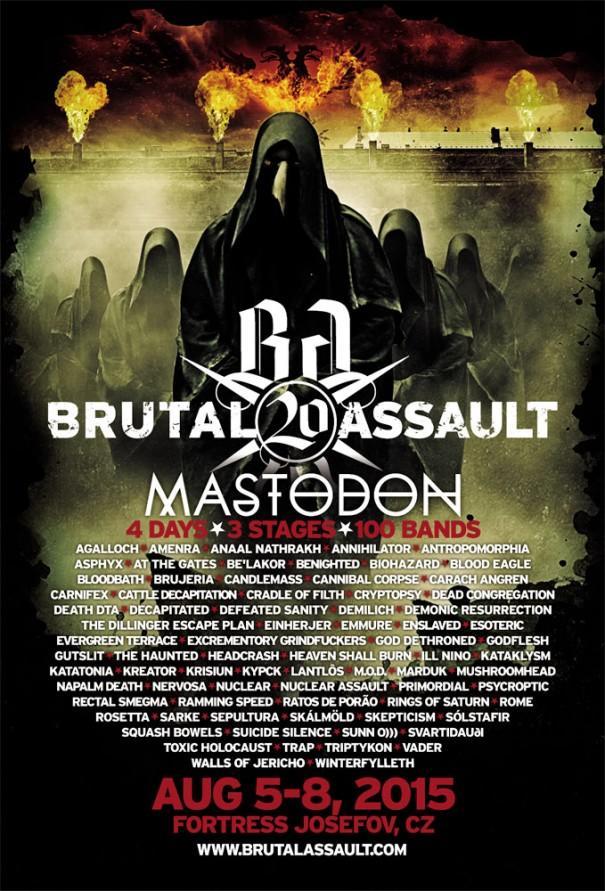 BA
BRUTAL 20 ASSAULT
MASTODON
4 DAYS ★ 3 STAGES ★ 100 BANDS
AGALLOCH * AMENRA * ANAAL NATHRAKH * ANNIHILATOR * ANTROPOMORPHIA
ASPHYX * AT THE GATES * BE'LAKOR * BENIGHTED * BIOHAZARD * BLOOD EAGLE
BLOODBATH * BRUJERIA * CANDLEMASS * CANNIBAL CORPSE * CARACH ANGREN
CARNIFEX * CATTLE DECAPITATION * CRADLE OF FILTH * CRYPTOPSY * DEAD CONGREGATION
DEATH DTA * DECAPITATED * DEFEATED SANITY * DEMILICH * DEMONIC RESURRECTION
THE DILLINGER ESCAPE PLAN * EINHERJER * EMMURE * ENSLAVED * ESOTERIC
EVERGREEN TERRACE * EXCREMENTORY GRINDFUCKERS * GOD DETHRONED * GODFLESH
GUTSLIT * THE HAUNTED * HEADCRASH * HEAVEN SHALL BURN * ILL NINO * KATAKLYSM
KATATONIA * KREATOR * KRISIUN * KYPCK * LANTLÔS * M.O.D. * MARDUK * MUSHROOMHEAD
NAPALM DEATH * NERVOSA * NUCLEAR * NUCLEAR ASSAULT * PRIMORDIAL * PSYCROPTIC
RECTAL SMEGMA * RAMMING SPEED * RATOS DE PORÃO * RINGS OF SATURN * ROME
ROSETTA * SARKE * SEPULTURA * SKÁLMÖLD * SKEPTICISM * SÓLSTAFIR
SQUASH BOWELS * SUICIDE SILENCE * SUNN O))) * SVARTIDAUÐI
TOXIC HOLOCAUST * TRAP * TRIPTYKON * VADER
WALLS OF JERICHO * WINTERFYLLETH
AUG 5-8, 2015
FORTRESS JOSEFOV, CZ
WWW.BRUTALASSAULT.COM